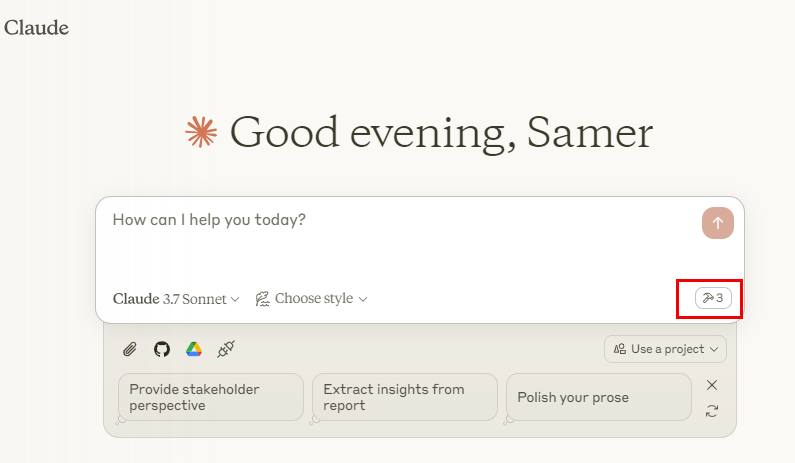 Claude
Good evening, Samer
How can I help you today?
Claude 3.7 Sonnet
Choose style
3
Use a project
Provide stakeholder
perspective
Extract insights from
report
Polish your prose